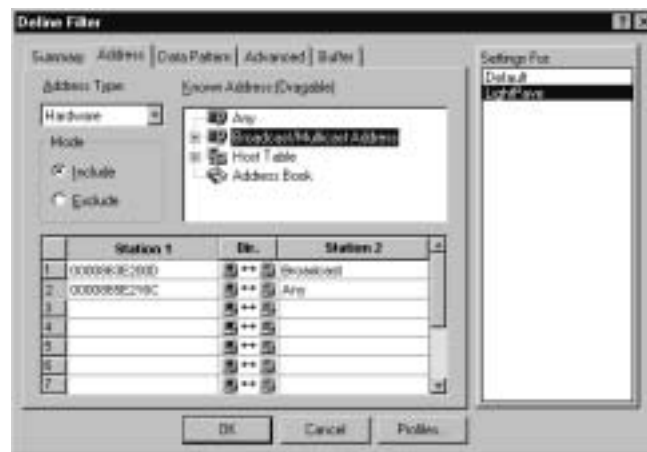 Define Filter
Summary Address Data Pattern Advanced Buffer
Address Type:
Hardware
Mode
Include
Exclude
Known Address: (Dragable)
Any
Broadcast/Multicast Address
Host Table
Address Book
Settings For:
Default
Station 1 Dir.. Station 2
1 Broadcast
2 Any
3
4
5
6
7
OK Cancel Profiles...